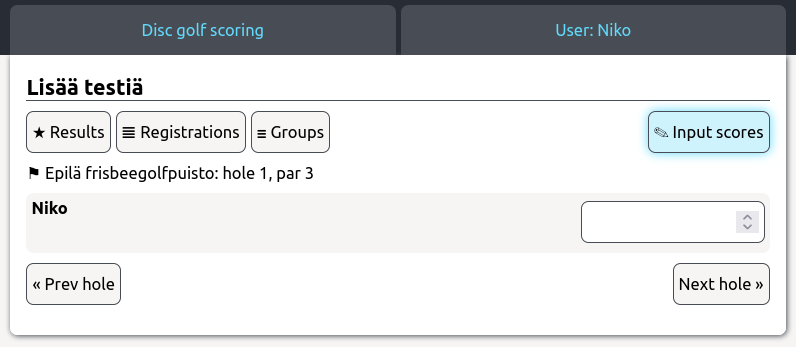 Disc golf scoring User: Niko
Lisää testiä
★ Results ≣ Registrations ≡ Groups ✎ Input scores
⚑ Epilä frisbeegolfpuisto: hole 1, par 3
Niko
« Prev hole Next hole »